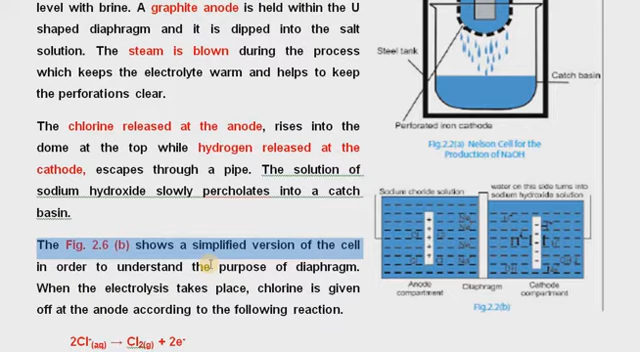 level with brine. A graphite anode is held within the U
shaped diaphragm and it is dipped into the salt
solution. The steam is blown during the process
which keeps the electrolyte warm and helps to keep
the perforations clear.
The chlorine released at the anode, rises into the
dome at the top while hydrogen released at the
cathode, escapes through a pipe. The solution of
sodium hydroxide slowly percholates into a catch
basin.
The Fig. 2.6 (b) shows a simplified version of the cell
in order to understand the purpose of diaphragm.
When the electrolysis takes place, chlorine is given
off at the anode according to the following reaction.
2Cl⁻(aq) → Cl2(g) + 2e⁻
Steel tank
Catch basin
Perforated iron cathode
Fig.2.2(a) Nelson Cell for the
Production of NaOH
Sodium choride solution
water on this side turns into
sodium hydroxide solution
Anode
compartment
Diaphragm
Cathode
compartment
Fig.2.2(b)